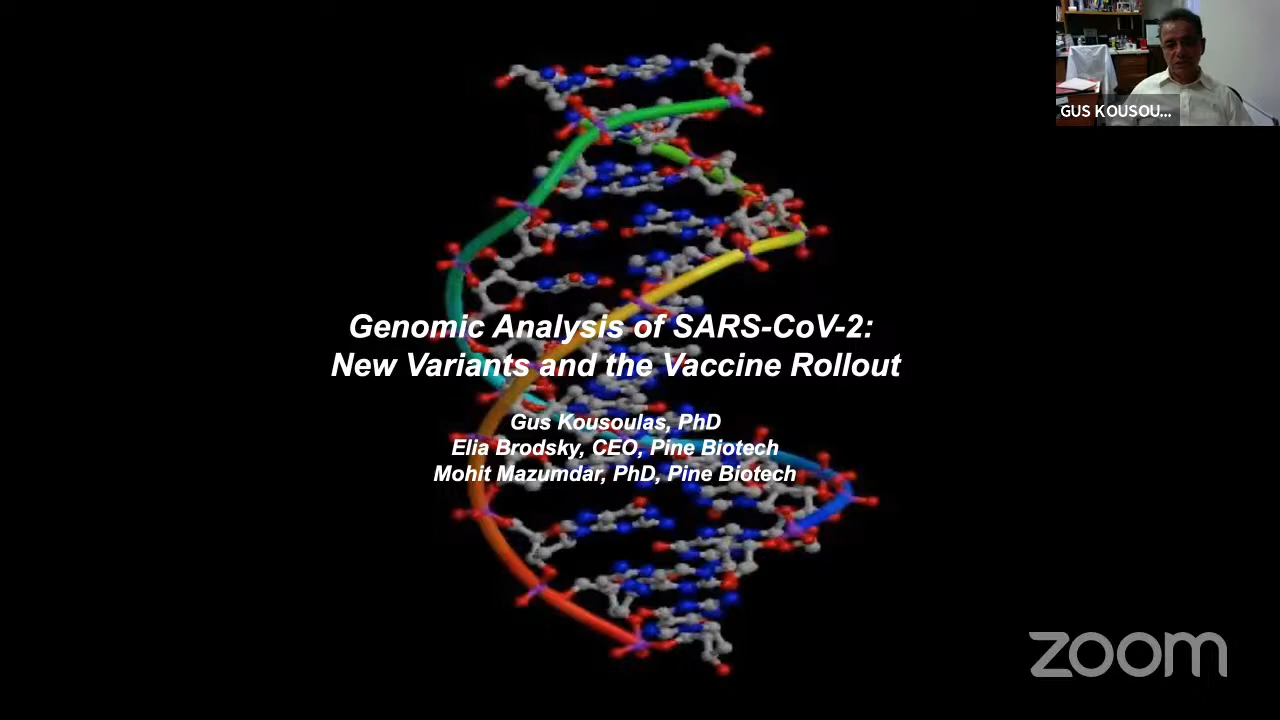 GUS KOUSOU...
Genomic Analysis of SARS-CoV-2:
New Variants and the Vaccine Rollout
Gus Kousoulas, PhD
Elia Brodsky, CEO, Pine Biotech
Mohit Mazumdar, PhD, Pine Biotech
zoom